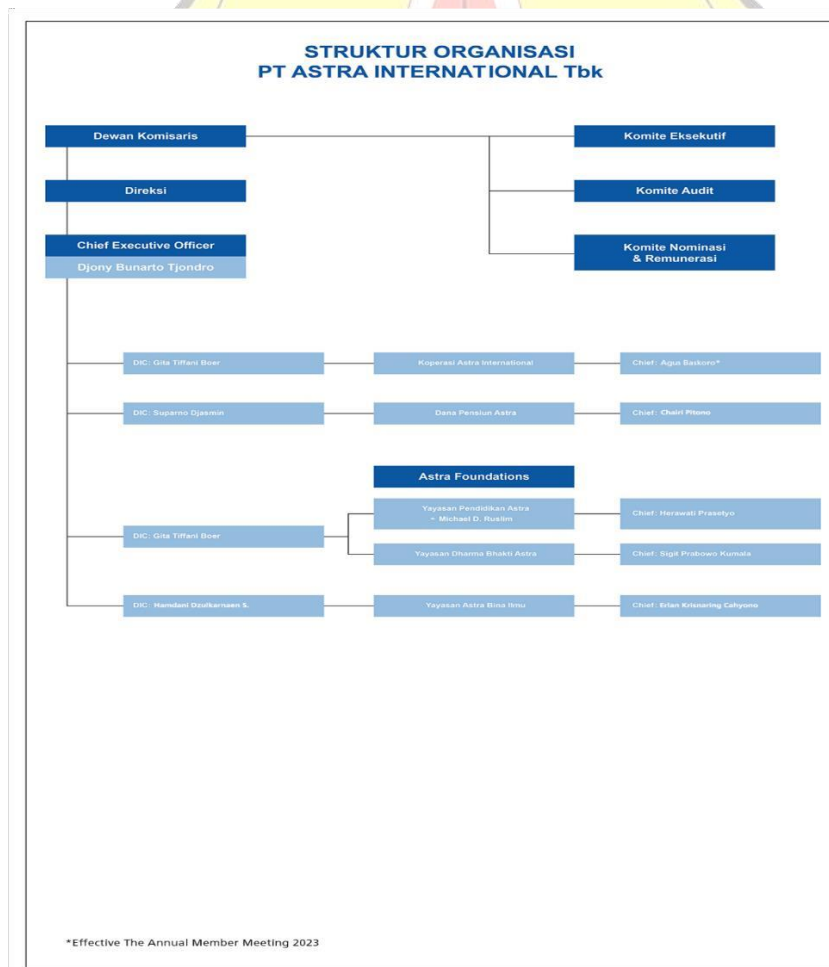 STRUKTUR ORGANISASI
PT ASTRA INTERNATIONAL Tbk
Dewan Komisaris
Komite Eksekutif
Direksi
Komite Audit
Chief Executive Officer
Djony Bunarto Tjondro
Komite Nominasi
& Remunerasi
DIC: Gita Tiffani Boer
Koperasi Astra International
Chief: Agus Baskoro*
DIC: Suparno Djasmin
Dana Pensiun Astra
Chief: Chairi Pitono
Astra Foundations
Yayasan Pendidikan Astra
- Michael D. Ruslim
Chief: Herawati Prasetyo
DIC: Gita Tiffani Boer
Yayasan Dharma Bhakti Astra
Chief: Sigit Prabowo Kumala
DIC: Hamdani Dzulkarnaen S.
Yayasan Astra Bina Ilmu
Chief: Erlan Krisnaring Cahyono
*Effective The Annual Member Meeting 2023